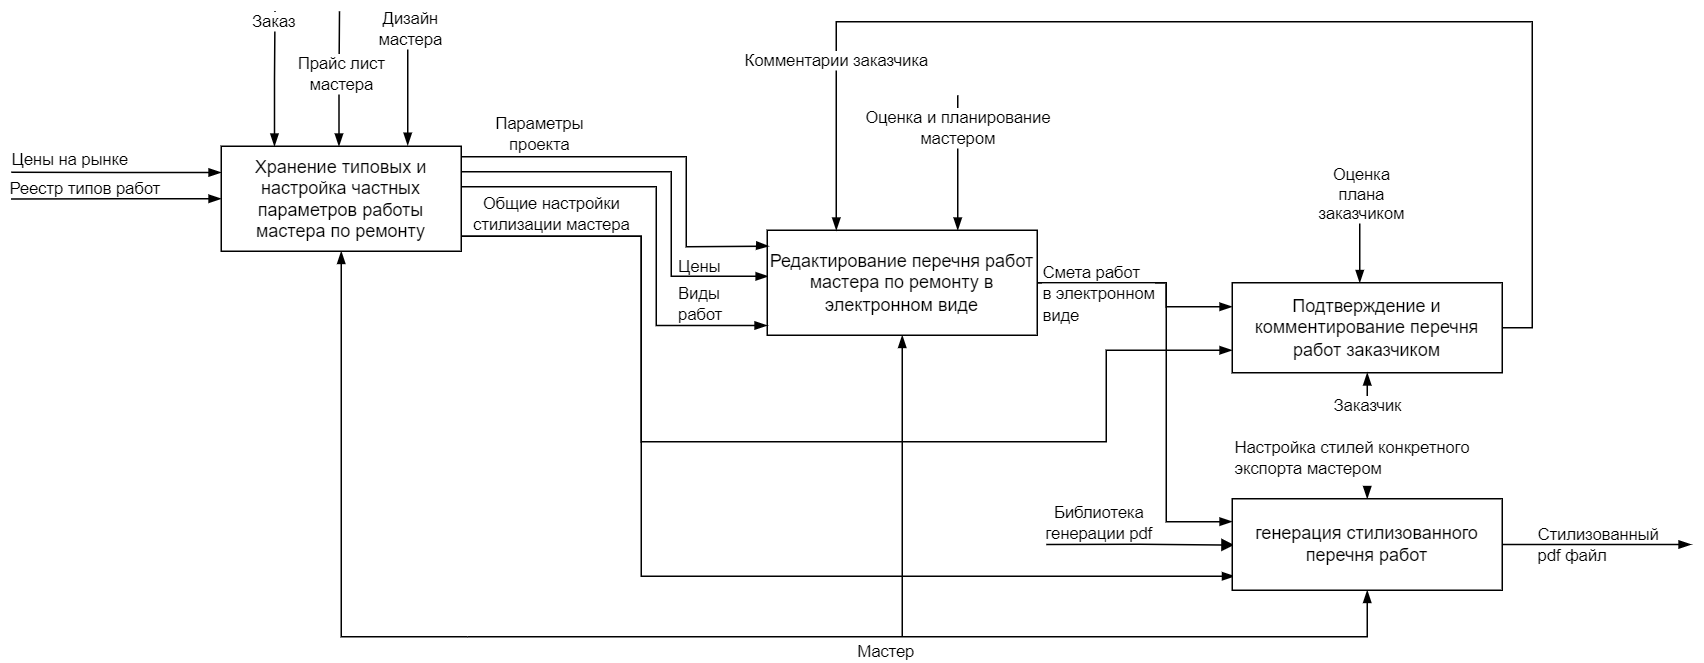 Заказ
Прайс лист
мастера
Дизайн
мастера
Цены на рынке
Реестр типов работ
Хранение типовых и
настройка частных
параметров работы
мастера по ремонту
Параметры
проекта
Общие настройки
стилизации мастера
Цены
Виды
работ
Комментарии заказчика
Оценка и планирование
мастером
Редактирование перечня работ
мастера по ремонту в
электронном виде
Смета работ
в электронном
виде
Оценка
плана
заказчиком
Подтверждение и
комментирование перечня
работ заказчиком
Заказчик
Настройка стилей конкретного
экспорта мастером
Библиотека
генерации pdf
генерация стилизованного
перечня работ
Стилизованный
pdf файл
Мастер